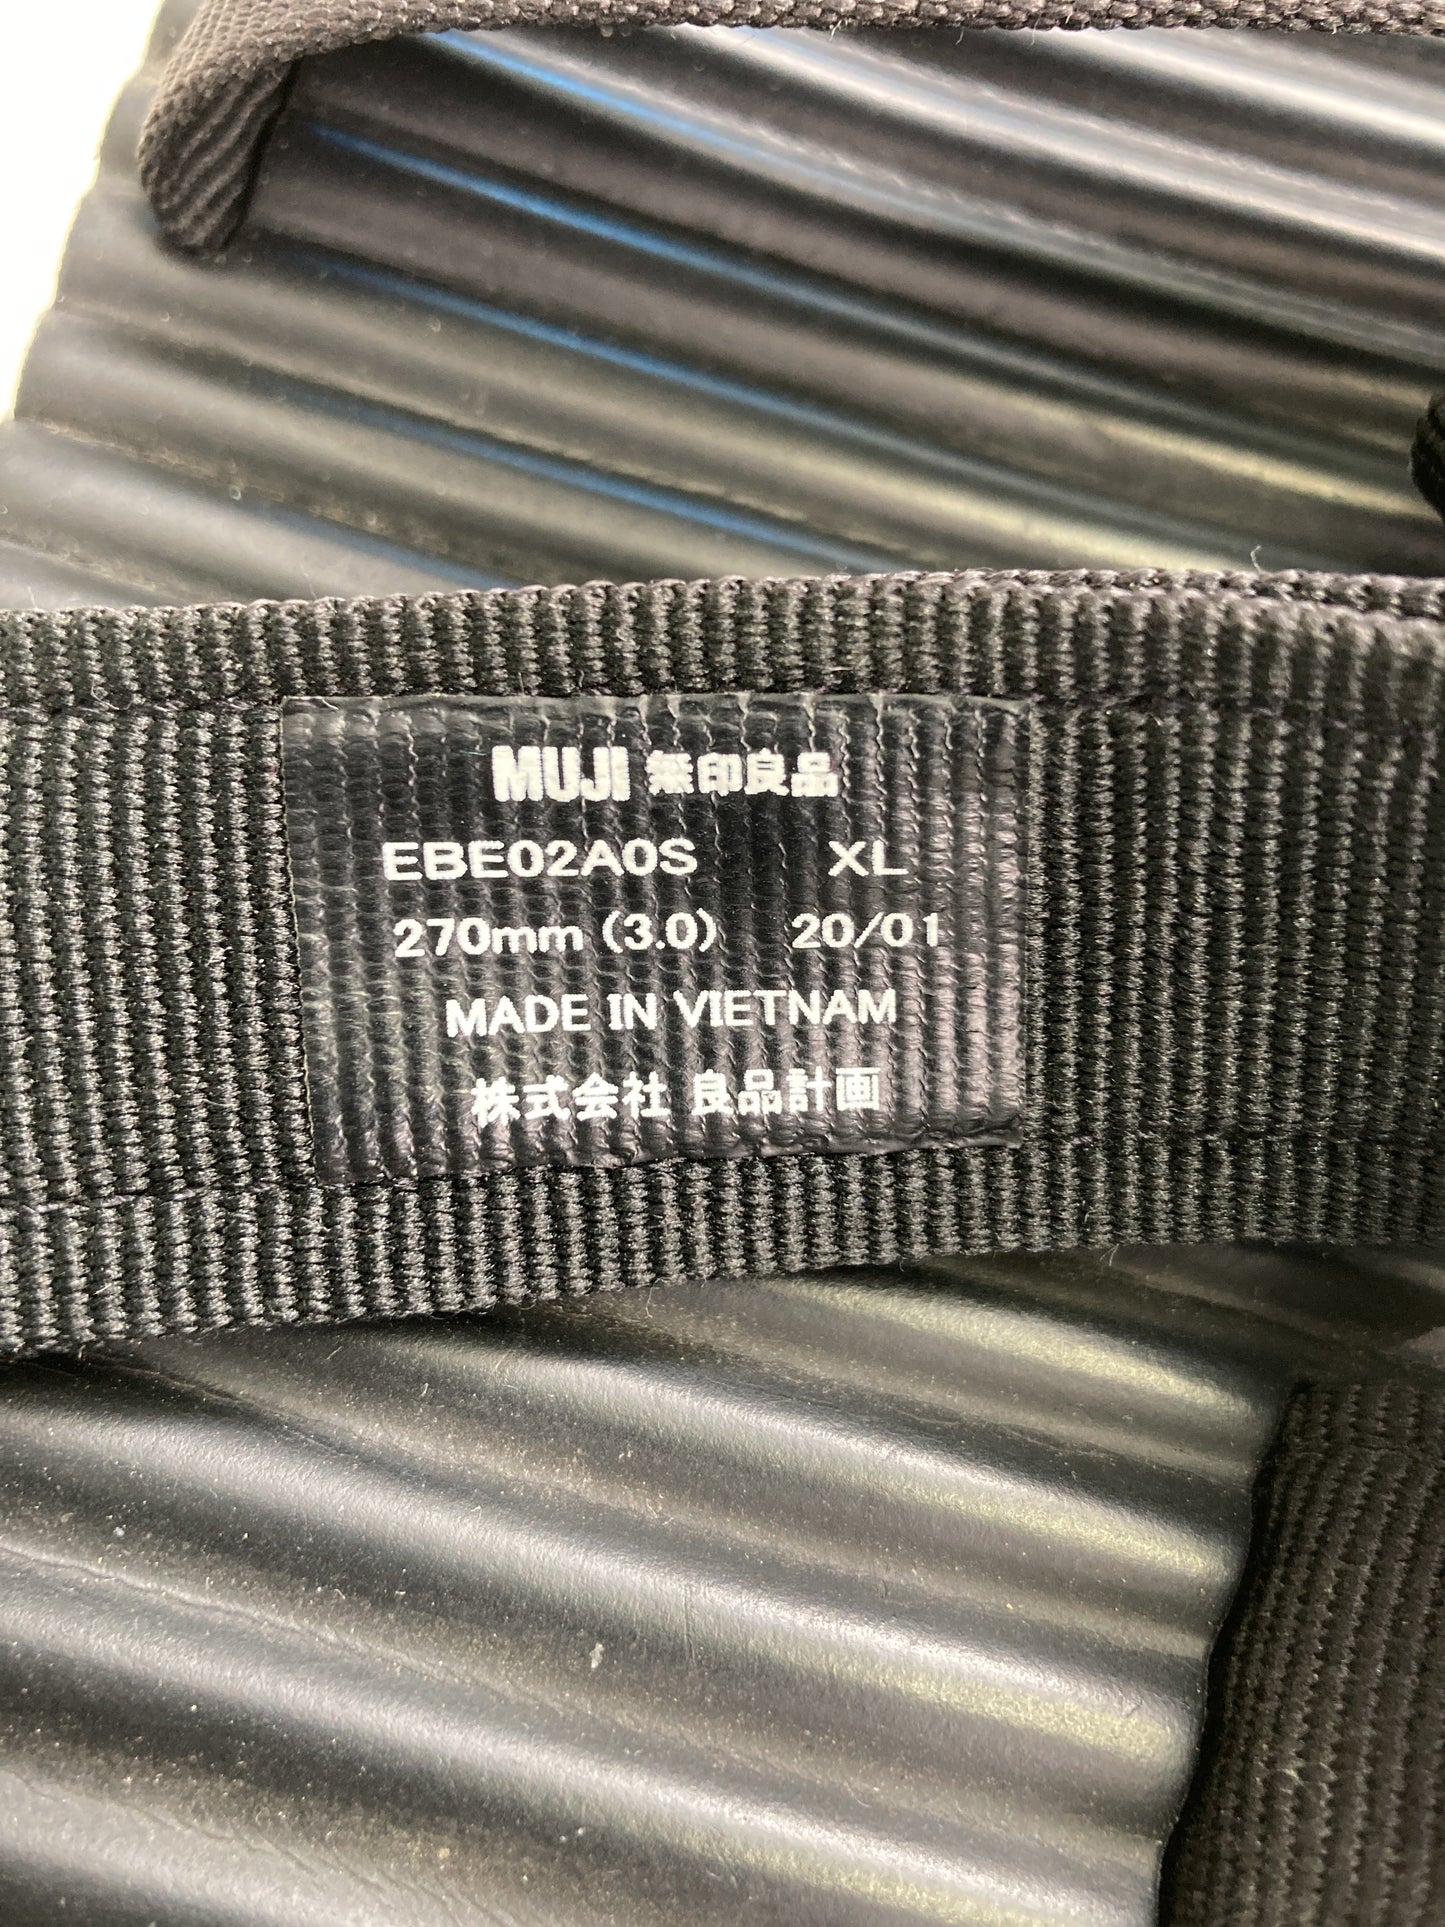 MUJI 無印良品
EBE02A0S XL
270mm (3.0) 20/01
MADE IN VIETNAM
株式会社 良品計画